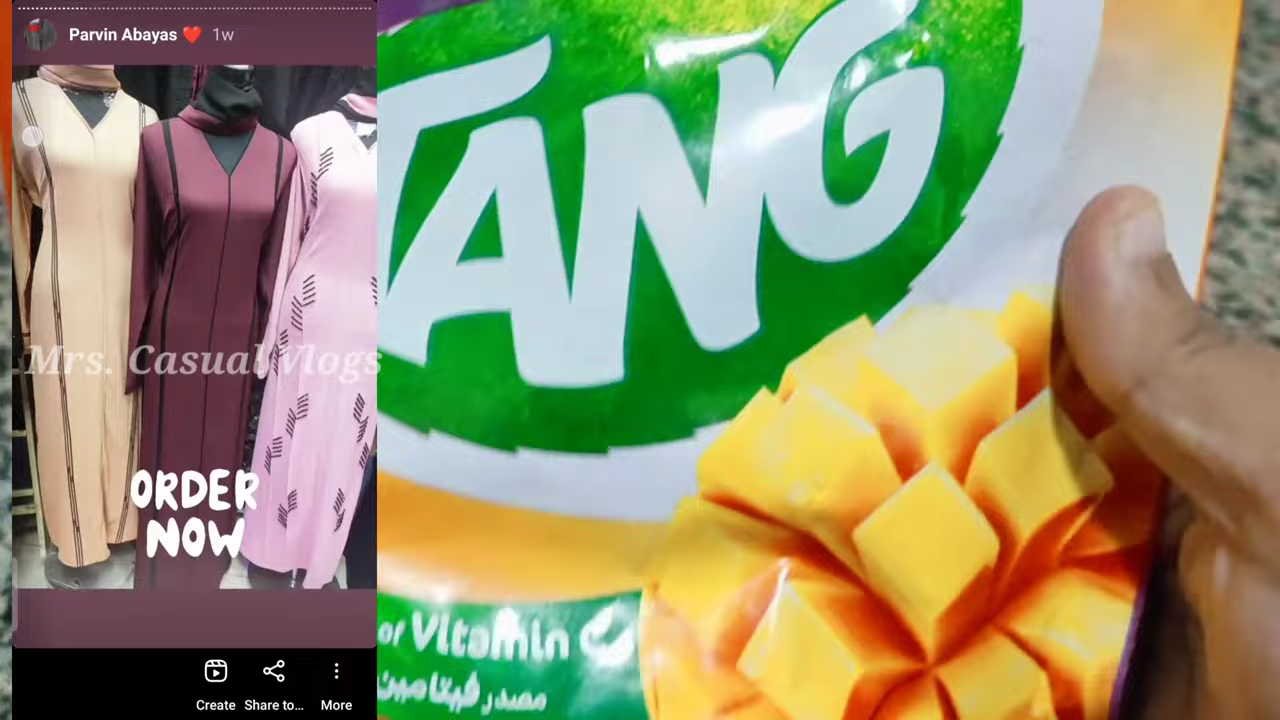 Parvin Abayas ❤️ 1w
Mrs. Casual Vlogs
ORDER
NOW
Create Share to... More
TANG
of Vitamin C
مصدر فيتامين